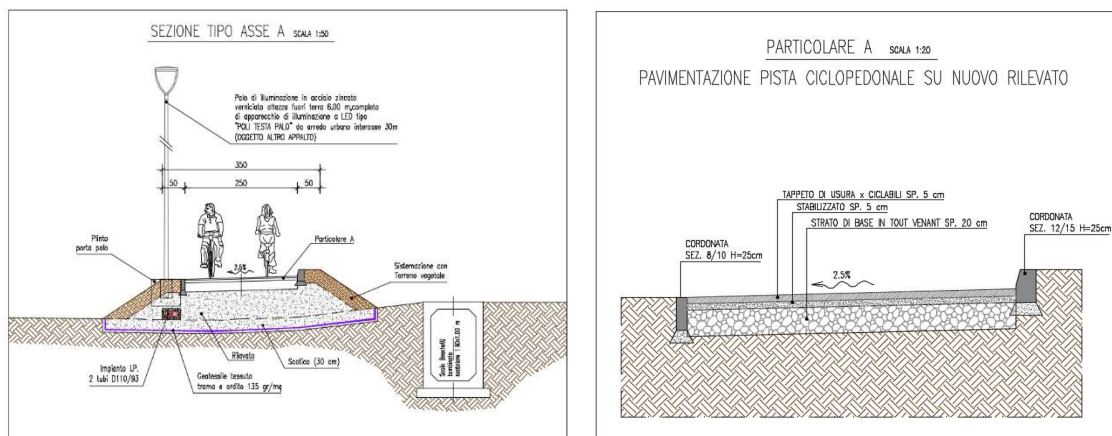 SEZIONE TIPO ASSE A SCALA 1:50
Palo di illuminazione in acciaio zincato
verniciato altezza fuori terra 6.00 m,completo
di apparecchio di illuminazione a LED tipo
"POLI TESTA PALO" da arredo urbano interasse 30m
(OGGETTO ALTRO APPALTO)
350
50 250 50
Plinto
porta palo
Particolare A
2.5%
Sistemazione con
Terreno vegetale
Impianto I.P.
2 tubi D110/93
Rilevato
Scotico (30 cm)
Geotessile tessuto
trama e ordito 135 gr/mq
PARTICOLARE A SCALA 1:20
PAVIMENTAZIONE PISTA CICLOPEDONALE SU NUOVO RILEVATO
TAPPETO DI USURA x CICLABILI SP. 5 cm
STABILIZZATO SP. 5 cm
STRATO DI BASE IN TOUT VENANT SP. 20 cm
CORDONATA
SEZ. 8/10 H=25cm
CORDONATA
SEZ. 12/15 H=25cm
2.5%